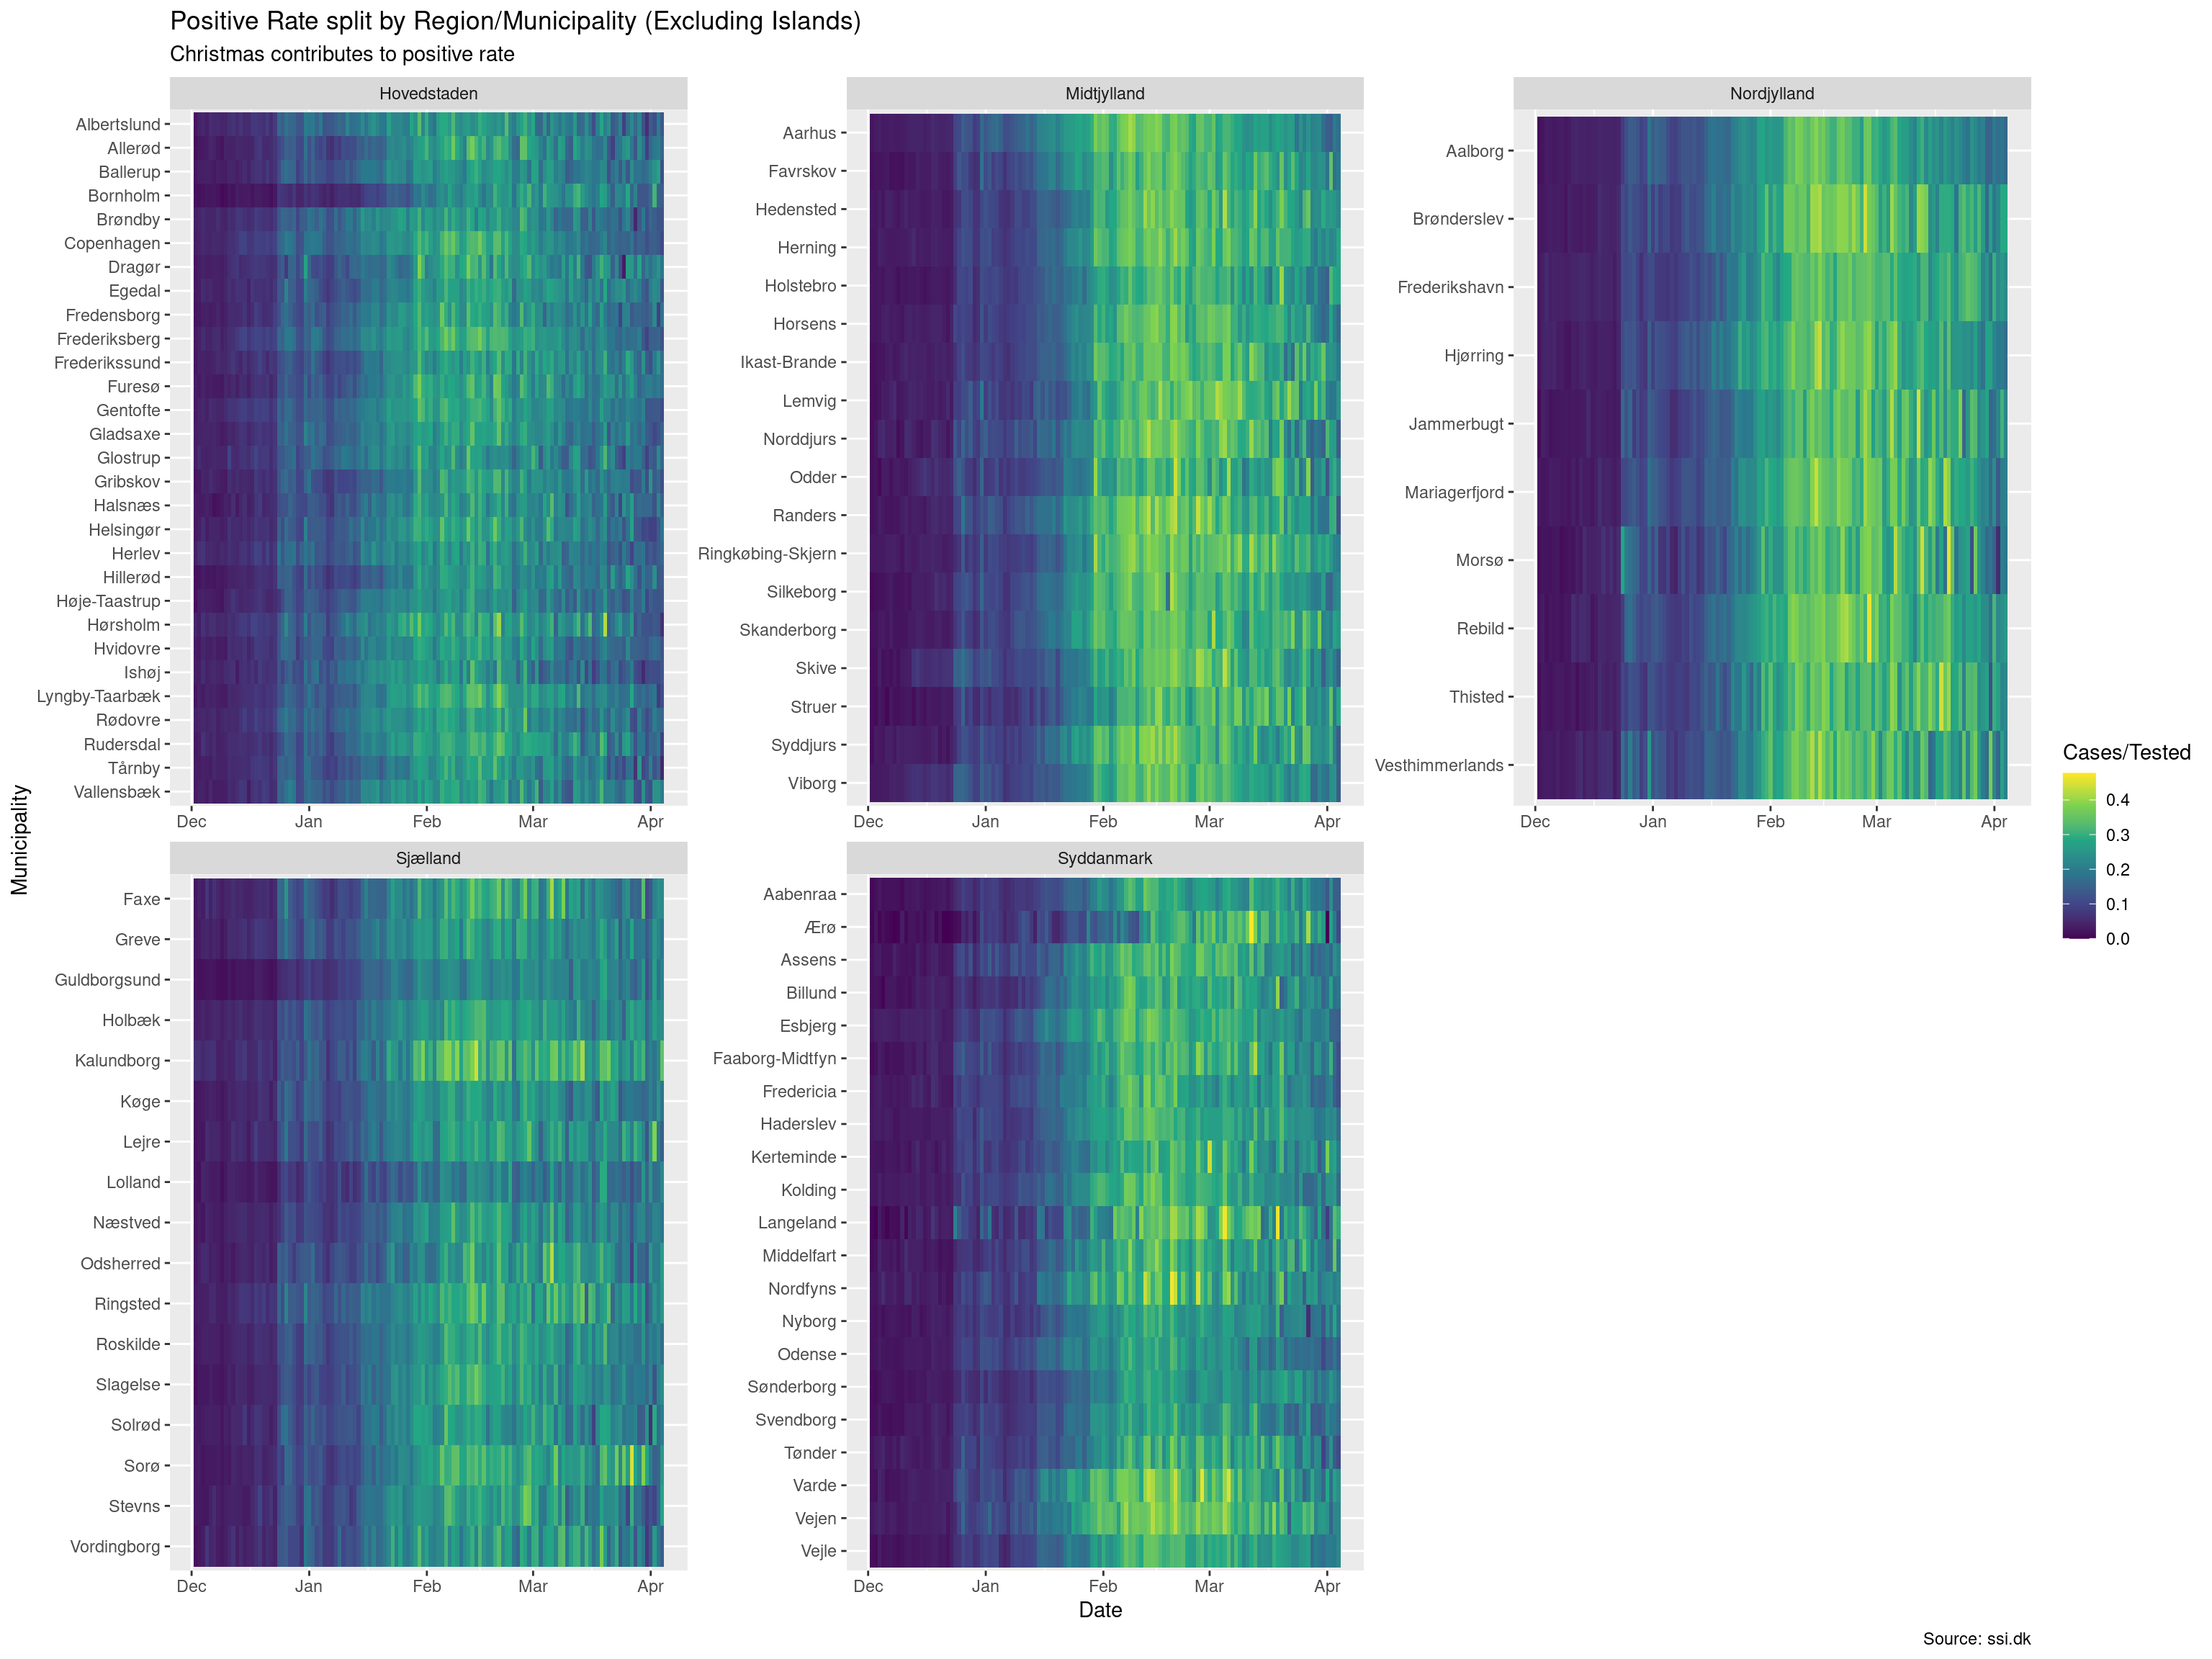 Positive Rate split by Region/Municipality (Excluding Islands)
Christmas contributes to positive rate
Hovedstaden
Albertslund
Allerød
Ballerup
Bornholm
Brøndby
Copenhagen
Dragør
Egedal
Fredensborg
Frederiksberg
Frederikssund
Furesø
Gentofte
Gladsaxe
Glostrup
Gribskov
Halsnæs
Helsingør
Herlev
Hillerød
Høje-Taastrup
Hørsholm
Hvidovre
Ishøj
Lyngby-Taarbæk
Rødovre
Rudersdal
Tårnby
Vallensbæk
Dec Jan Feb Mar Apr
Midtjylland
Aarhus
Favrskov
Hedensted
Herning
Holstebro
Horsens
Ikast-Brande
Lemvig
Norddjurs
Odder
Randers
Ringkøbing-Skjern
Silkeborg
Skanderborg
Skive
Struer
Syddjurs
Viborg
Dec Jan Feb Mar Apr
Nordjylland
Aalborg
Brønderslev
Frederikshavn
Hjørring
Jammerbugt
Mariagerfjord
Morsø
Rebild
Thisted
Vesthimmerlands
Dec Jan Feb Mar Apr
Sjælland
Faxe
Greve
Guldborgsund
Holbæk
Kalundborg
Køge
Lejre
Lolland
Næstved
Odsherred
Ringsted
Roskilde
Slagelse
Solrød
Sorø
Stevns
Vordingborg
Dec Jan Feb Mar Apr
Syddanmark
Aabenraa
Ærø
Assens
Billund
Esbjerg
Faaborg-Midtfyn
Fredericia
Haderslev
Kerteminde
Kolding
Langeland
Middelfart
Nordfyns
Nyborg
Odense
Sønderborg
Svendborg
Tønder
Varde
Vejen
Vejle
Dec Jan Feb Mar Apr
Municipality
Date
Cases/Tested
0.4
0.3
0.2
0.1
0.0
Source: ssi.dk